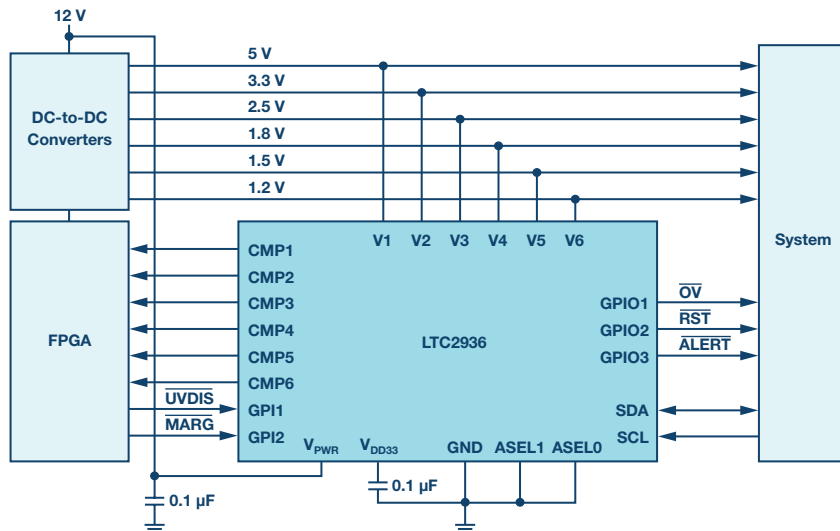 12 V
5 V
3.3 V
2.5 V
1.8 V
1.5 V
1.2 V
DC-to-DC
Converters
System
V1 V2 V3 V4 V5 V6
CMP1
CMP2
CMP3
CMP4
CMP5
CMP6
GPI1
GPI2
FPGA
UVDIS
MARG
LTC2936
GPIO1
GPIO2
GPIO3
OV
RST
ALERT
SDA
SCL
VPWR VDD33 GND ASEL1 ASEL0
0.1 µF
0.1 µF